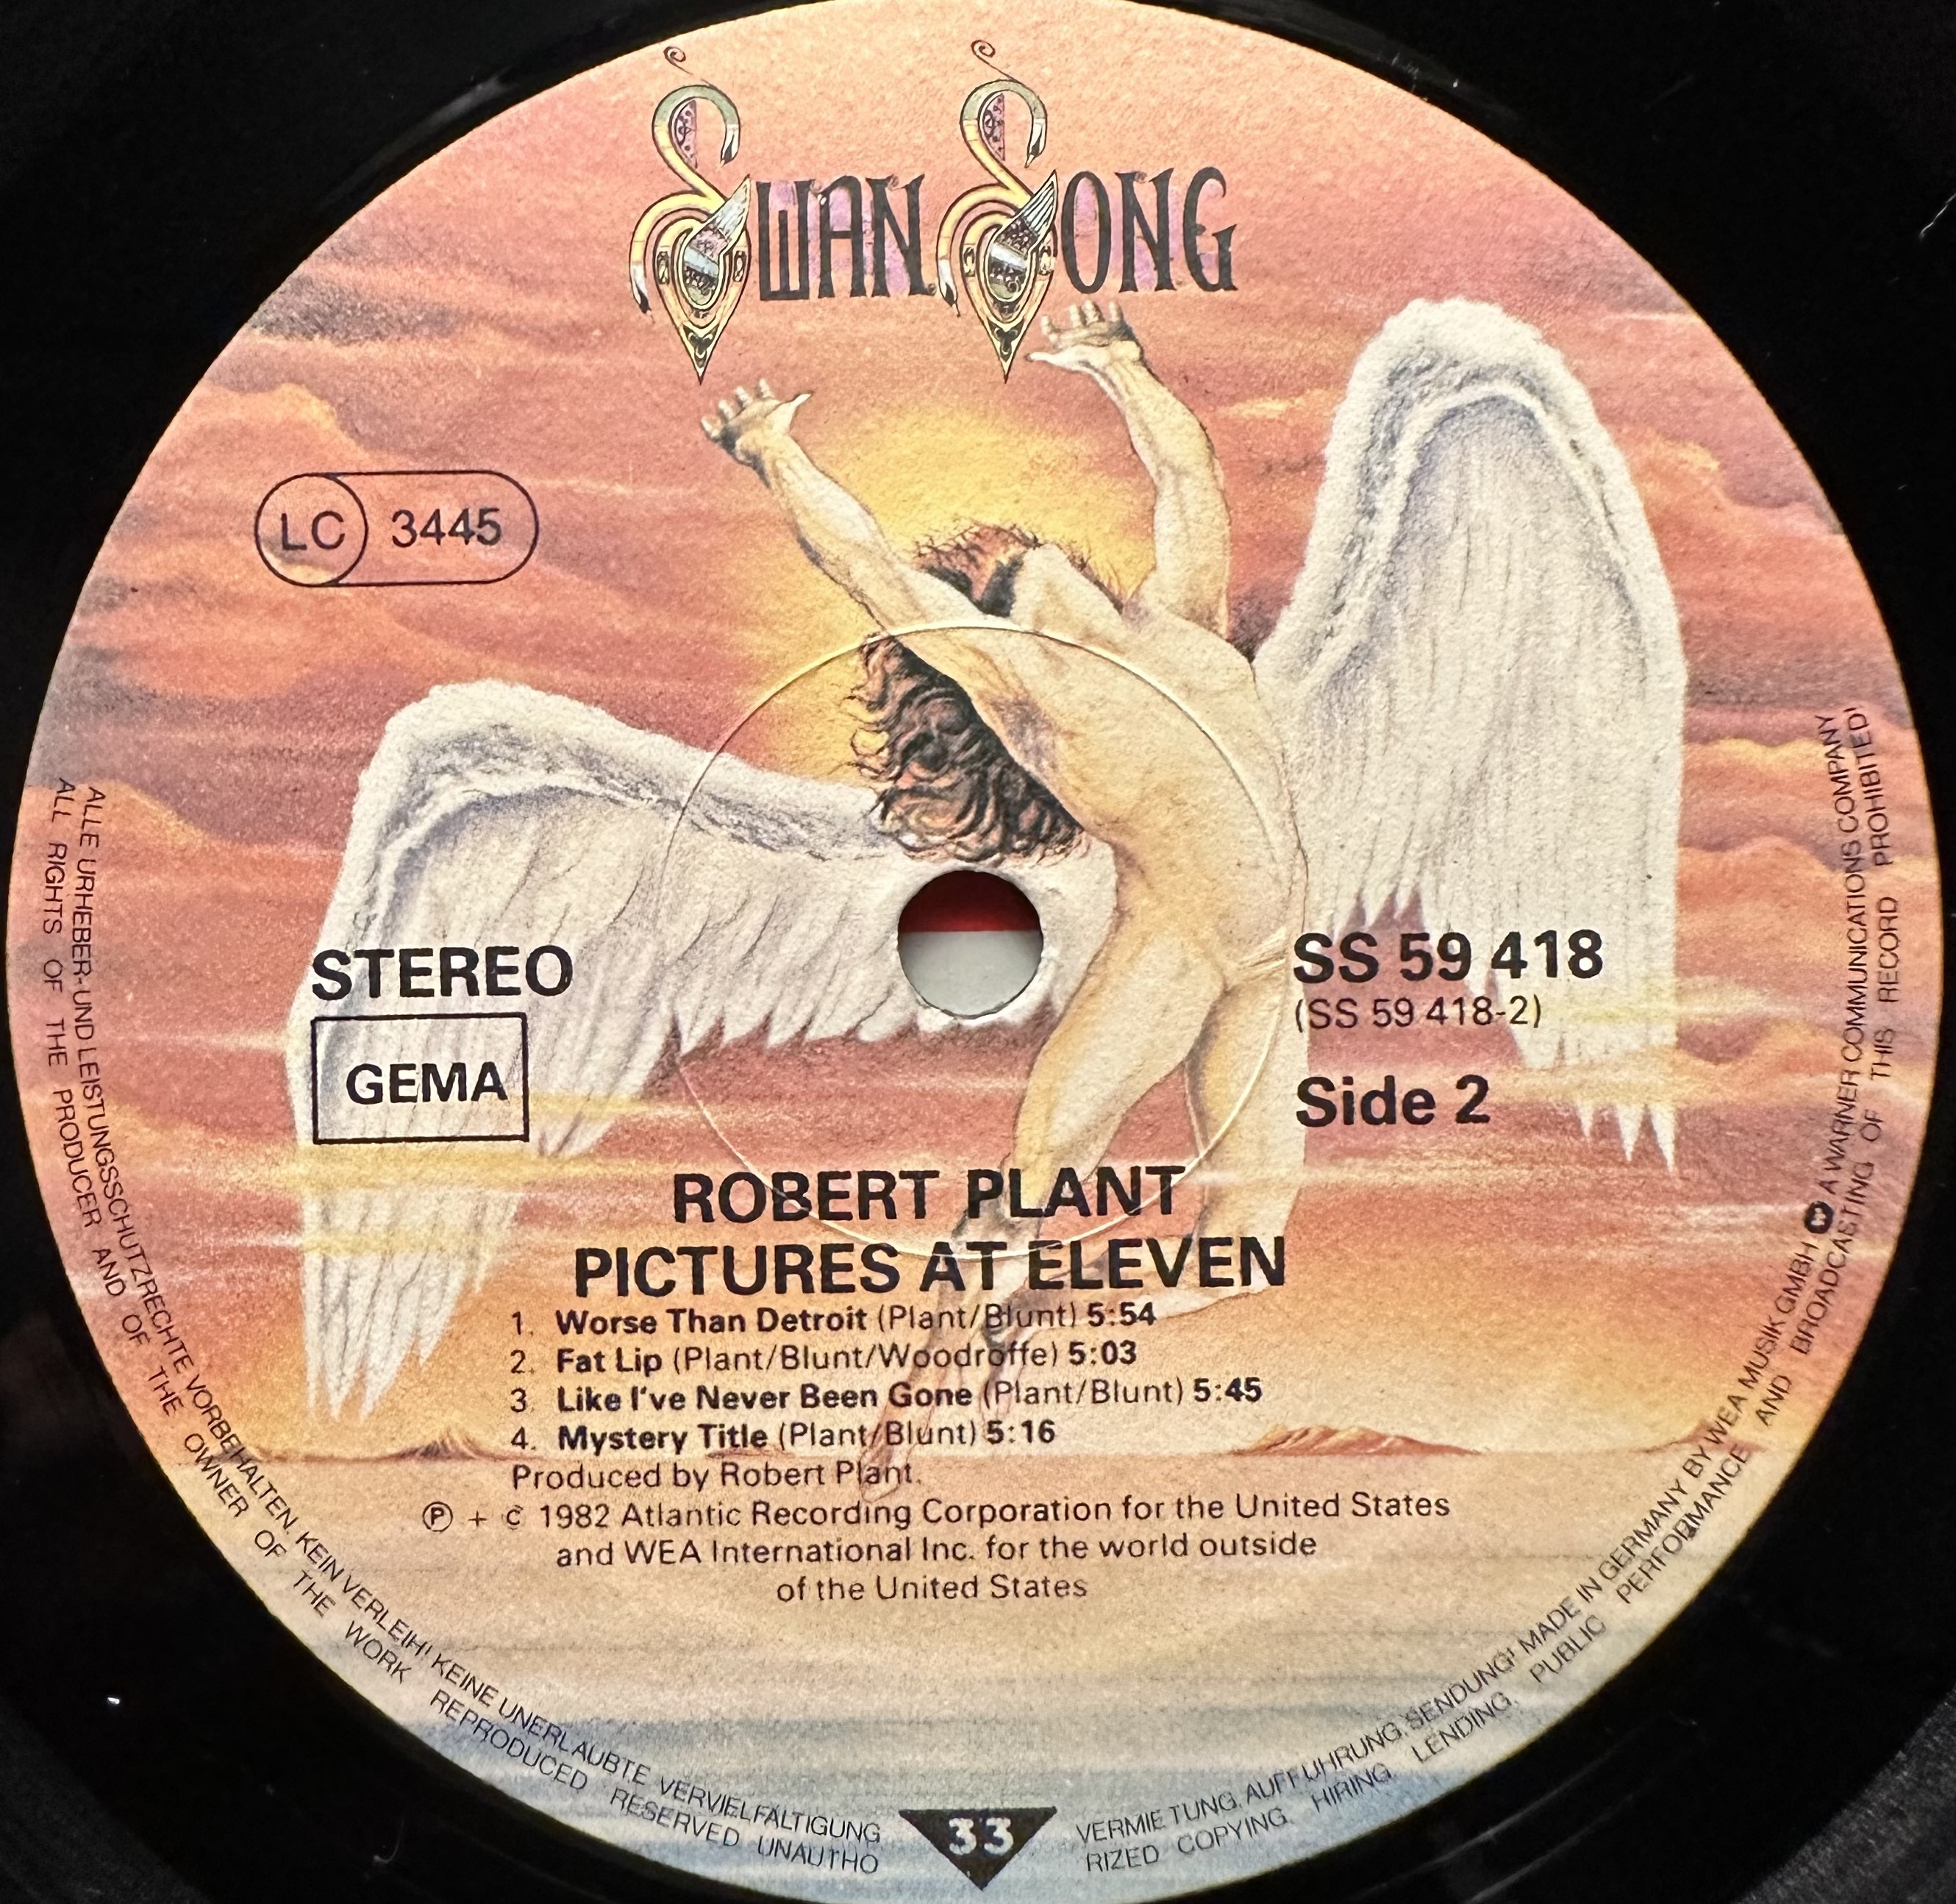 SWAN SONG
LC 3445
STEREO
GEMA
SS 59 418
(SS 59 418-2)
Side 2
ROBERT PLANT
PICTURES AT ELEVEN
1. Worse Than Detroit (Plant/Blunt) 5:54
2. Fat Lip (Plant/Blunt/Woodroffe) 5:03
3. Like I've Never Been Gone (Plant/Blunt) 5:45
4. Mystery Title (Plant/Blunt) 5:16
Produced by Robert Plant.
Ⓟ + © 1982 Atlantic Recording Corporation for the United States
and WEA International Inc. for the world outside
of the United States
ALLE URHEBER- UND LEISTUNGSSCHUTZRECHTE VORBEHALTEN. KEIN VERLEIH! KEINE UNERLAUBTE VERVIELFÄLTIGUNG VERMIETUNG, AUFFÜHRUNG, SENDUNG! MADE IN GERMANY BY WEA MUSIK GMBH A WARNER COMMUNICATIONS COMPANY
ALL RIGHTS OF THE PRODUCER AND OF THE OWNER OF THE WORK REPRODUCED RESERVED UNAUTHORIZED COPYING, HIRING, LENDING, PUBLIC PERFORMANCE AND BROADCASTING OF THIS RECORD PROHIBITED!
33